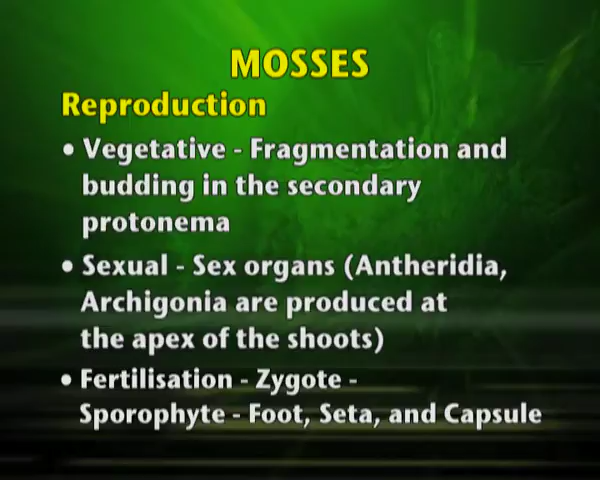 MOSSES
Reproduction
• Vegetative - Fragmentation and
budding in the secondary
protonema
• Sexual - Sex organs (Antheridia,
Archigonia are produced at
the apex of the shoots)
• Fertilisation - Zygote -
Sporophyte - Foot, Seta, and Capsule